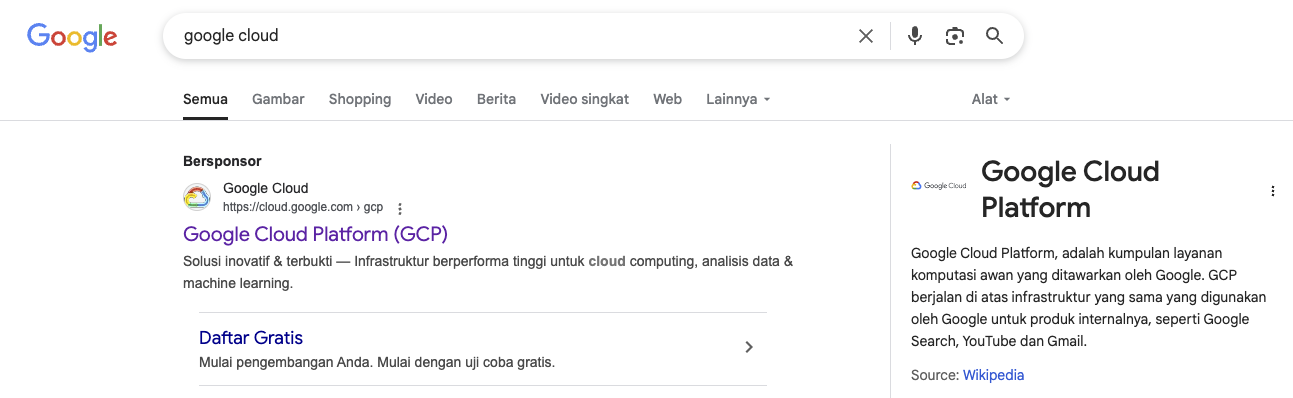 Google
google cloud
Semua Gambar Shopping Video Berita Video singkat Web Lainnya Alat
Bersponsor
Google Cloud
https://cloud.google.com › gcp
Google Cloud Platform (GCP)
Solusi inovatif & terbukti — Infrastruktur berperforma tinggi untuk cloud computing, analisis data &
machine learning.
Daftar Gratis
Mulai pengembangan Anda. Mulai dengan uji coba gratis.
Google Cloud
Google Cloud
Platform
Google Cloud Platform, adalah kumpulan layanan
komputasi awan yang ditawarkan oleh Google. GCP
berjalan di atas infrastruktur yang sama yang digunakan
oleh Google untuk produk internalnya, seperti Google
Search, YouTube dan Gmail.
Source: Wikipedia